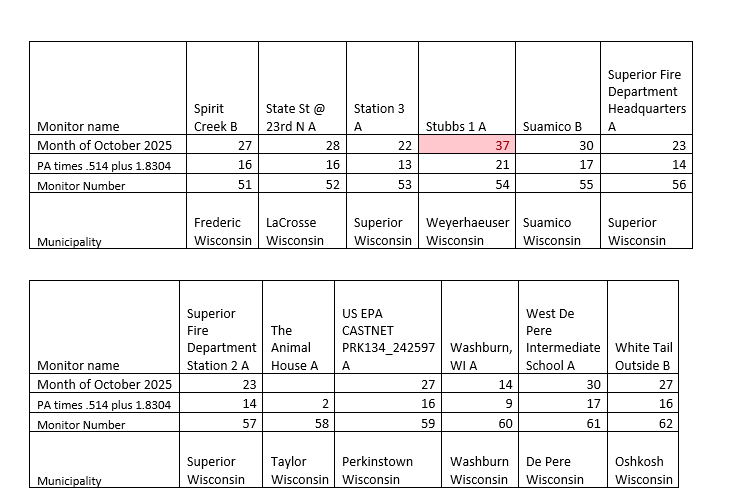 Monitor name Spirit Creek B State St @ 23rd N A Station 3 A Stubbs 1 A Suamico B Superior Fire Department Headquarters A
Month of October 2025 27 28 22 37 30 23
PA times .514 plus 1.8304 16 16 13 21 17 14
Monitor Number 51 52 53 54 55 56
Municipality Frederic Wisconsin LaCrosse Wisconsin Superior Wisconsin Weyerhaeuser Wisconsin Suamico Wisconsin Superior Wisconsin
Monitor name Superior Fire Department Station 2 A The Animal House A US EPA CASTNET PRK134_242597 A Washburn, WI A West De Pere Intermediate School A White Tail Outside B
Month of October 2025 23 27 14 30 27
PA times .514 plus 1.8304 14 2 16 9 17 16
Monitor Number 57 58 59 60 61 62
Municipality Superior Wisconsin Taylor Wisconsin Perkinstown Wisconsin Washburn Wisconsin De Pere Wisconsin Oshkosh Wisconsin